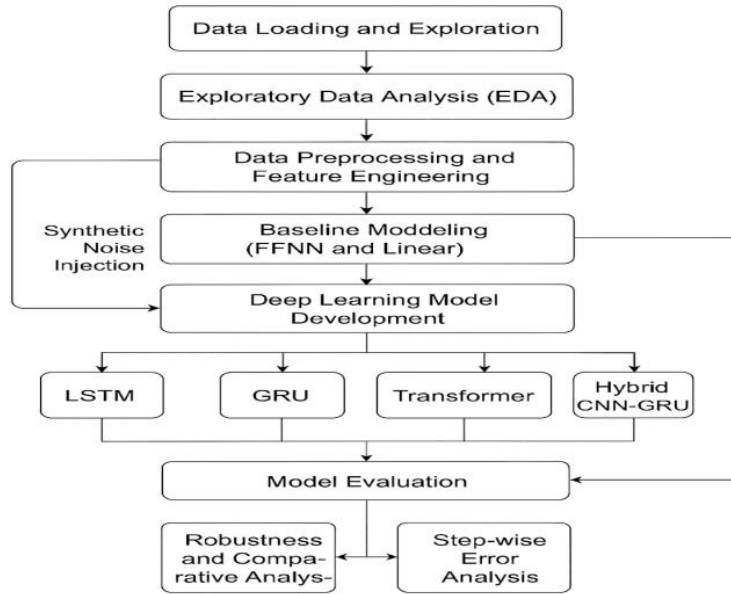 Data Loading and Exploration
Exploratory Data Analysis (EDA)
Data Preprocessing and
Feature Engineering
Synthetic
Noise
Injection
Baseline Moddeling
(FFNN and Linear)
Deep Learning Model
Development
LSTM
GRU
Transformer
Hybrid
CNN-GRU
Model Evaluation
Robustness
and Compa-
rative Analys-
Step-wise
Error
Analysis